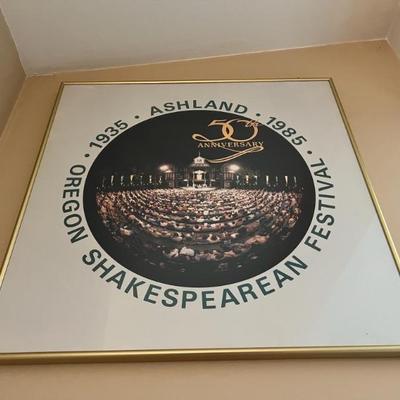 · 1935 · ASHLAND · 1985 ·
OREGON SHAKESPEAREAN FESTIVAL
50th
ANNIVERSARY